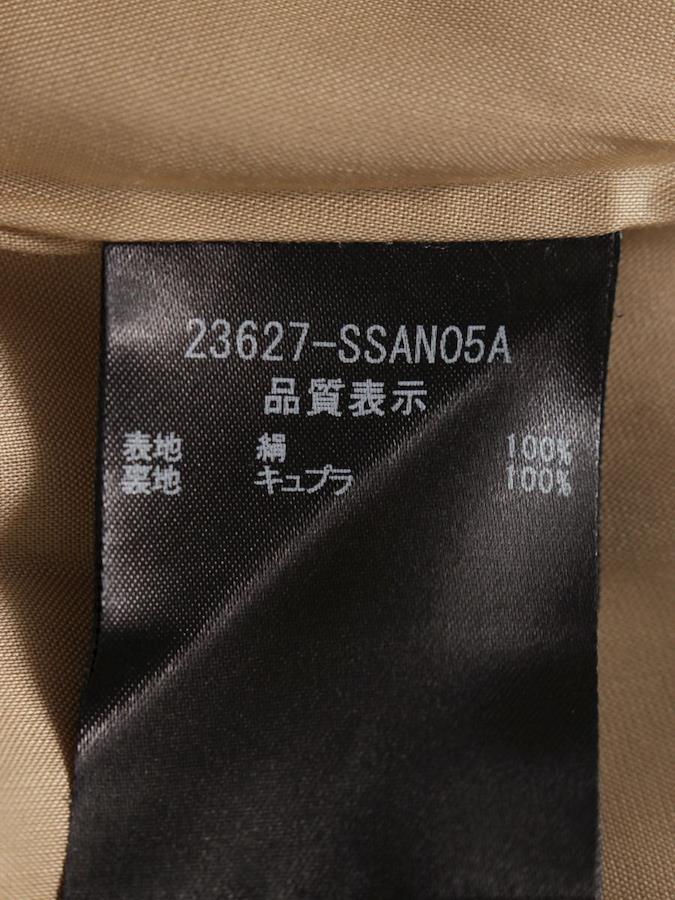 23627-SSAN05A
品質表示
表地 絹 100%
裏地 キュプラ 100%